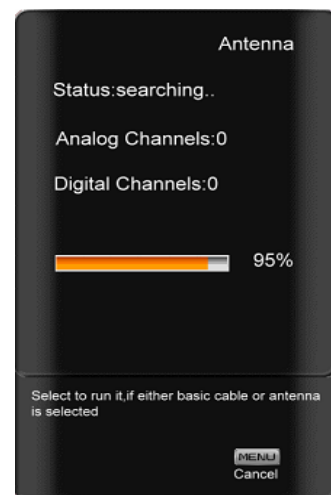 Antenna
Status:searching..
Analog Channels:0
Digital Channels:0
95%
Select to run it,if either basic cable or antenna
is selected
MENU
Cancel